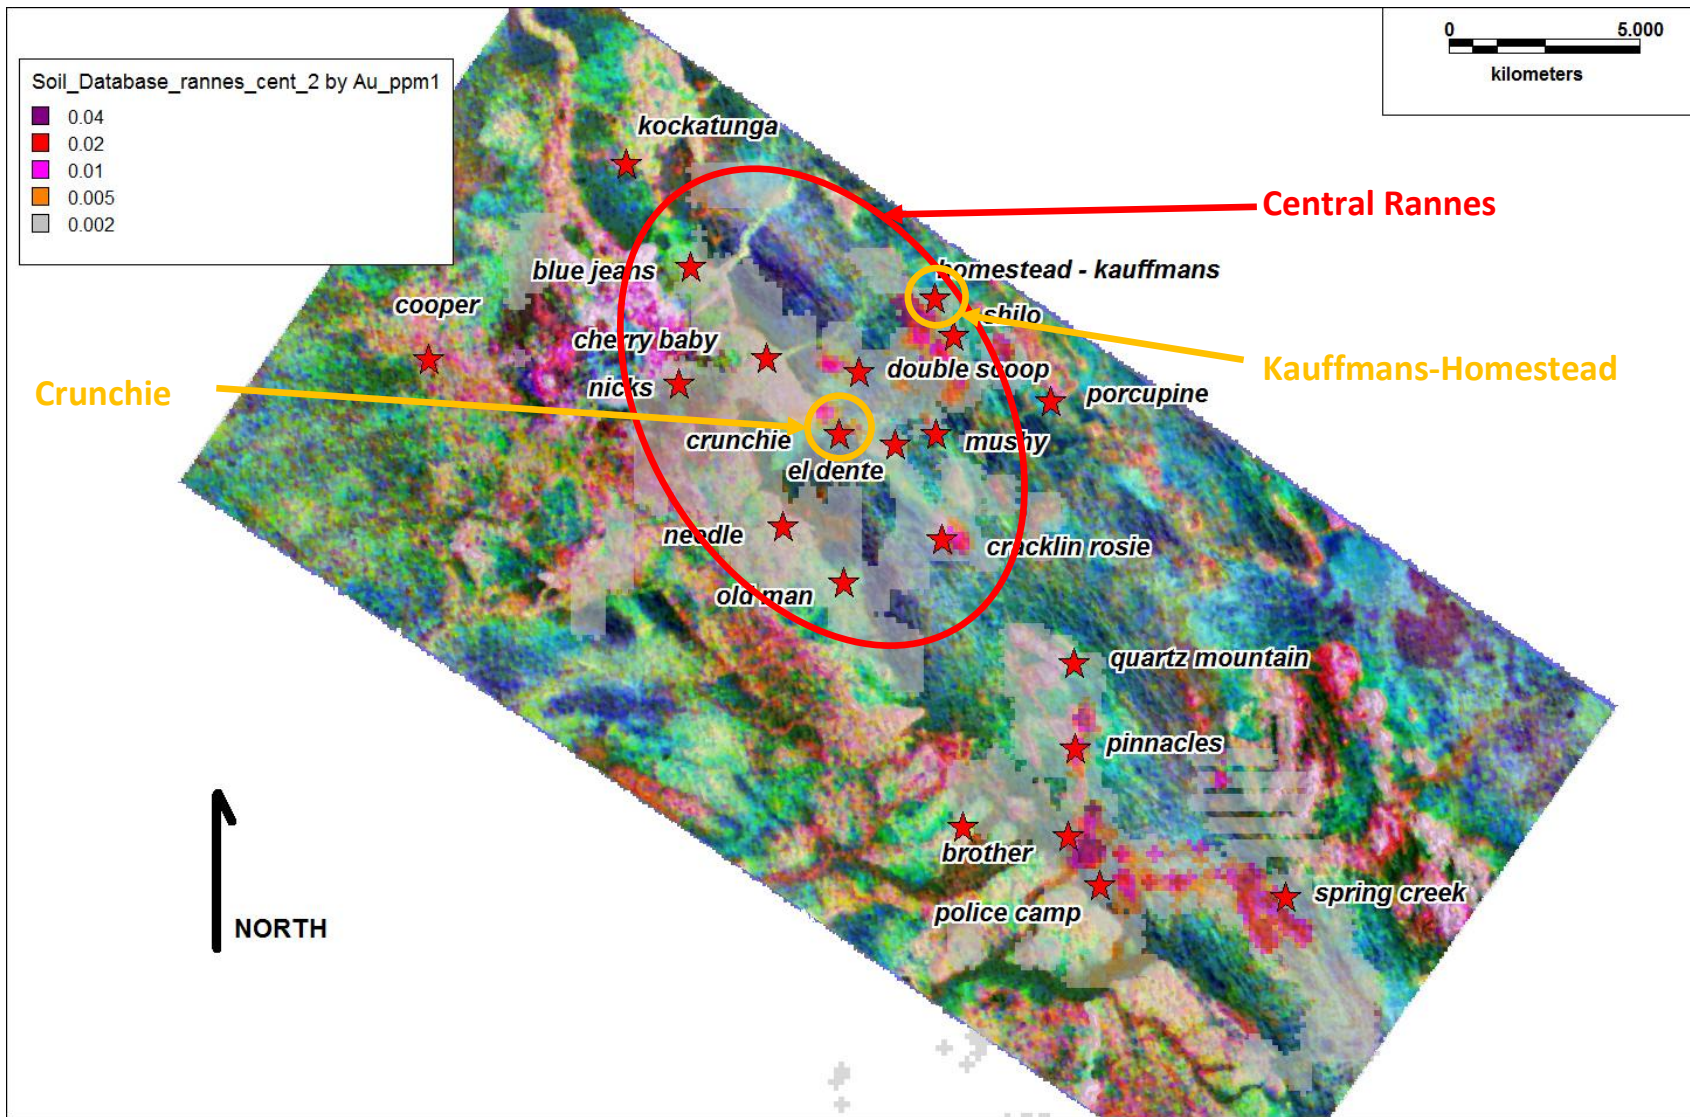 Soil_Database_rannes_cent_2 by Au_ppm1
0.04
0.02
0.01
0.005
0.002
0 5.000
kilometers
kockatunga
Central Rannes
blue jeans
homestead - kauffmans
cooper
shilo
cherry baby
double scoop
Kauffmans-Homestead
Crunchie
nicks
porcupine
crunchie
mushy
el dente
needle
cracklin rosie
old man
quartz mountain
pinnacles
brother
spring creek
police camp
NORTH